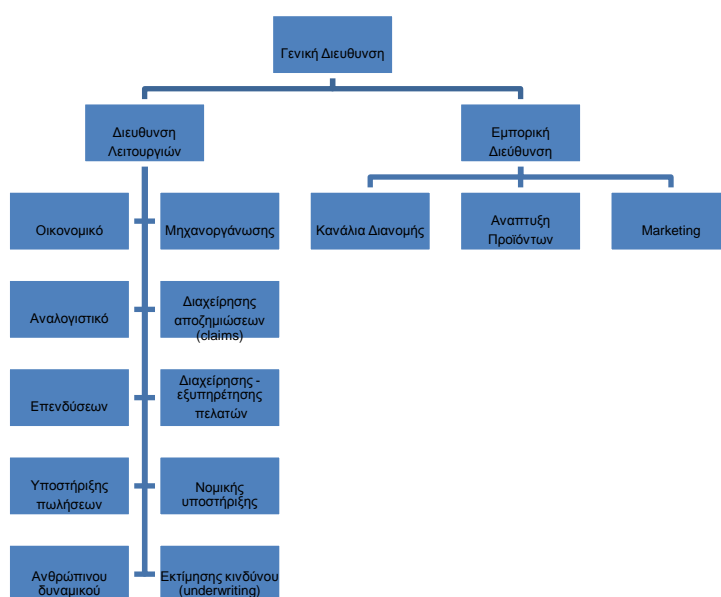 Γενική Διευθυνση
Διευθυνση
Λειτουργιών
Εμπορική
Διεύθυνση
Οικονομικό
Μηχανοργάνωσης
Κανάλια Διανομής
Αναπτυξη
Προϊόντων
Marketing
Αναλογιστικό
Διαχείρησης
αποζημιώσεων
(claims)
Επενδύσεων
Διαχείρησης -
εξυπηρέτησης
πελατών
Υποστήριξης
πωλήσεων
Νομικής
υποστήριξης
Ανθρώπινου
δυναμικού
Εκτίμησης κινδύνου
(underwriting)